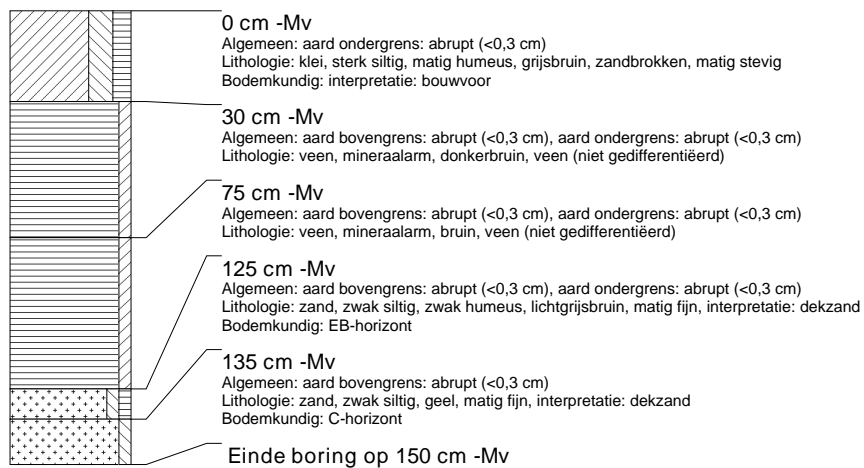 0 cm -Mv
Algemeen: aard ondergrens: abrupt (<0,3 cm)
Lithologie: klei, sterk siltig, matig humeus, grijsbruin, zandbrokken, matig stevig
Bodemkundig: interpretatie: bouwvoor
30 cm -Mv
Algemeen: aard bovengrens: abrupt (<0,3 cm), aard ondergrens: abrupt (<0,3 cm)
Lithologie: veen, mineraalarm, donkerbruin, veen (niet gedifferentiëerd)
75 cm -Mv
Algemeen: aard bovengrens: abrupt (<0,3 cm), aard ondergrens: abrupt (<0,3 cm)
Lithologie: veen, mineraalarm, bruin, veen (niet gedifferentiëerd)
125 cm -Mv
Algemeen: aard bovengrens: abrupt (<0,3 cm), aard ondergrens: abrupt (<0,3 cm)
Lithologie: zand, zwak siltig, zwak humeus, lichtgrijsbruin, matig fijn, interpretatie: dekzand
Bodemkundig: EB-horizont
135 cm -Mv
Algemeen: aard bovengrens: abrupt (<0,3 cm)
Lithologie: zand, zwak siltig, geel, matig fijn, interpretatie: dekzand
Bodemkundig: C-horizont
Einde boring op 150 cm -Mv